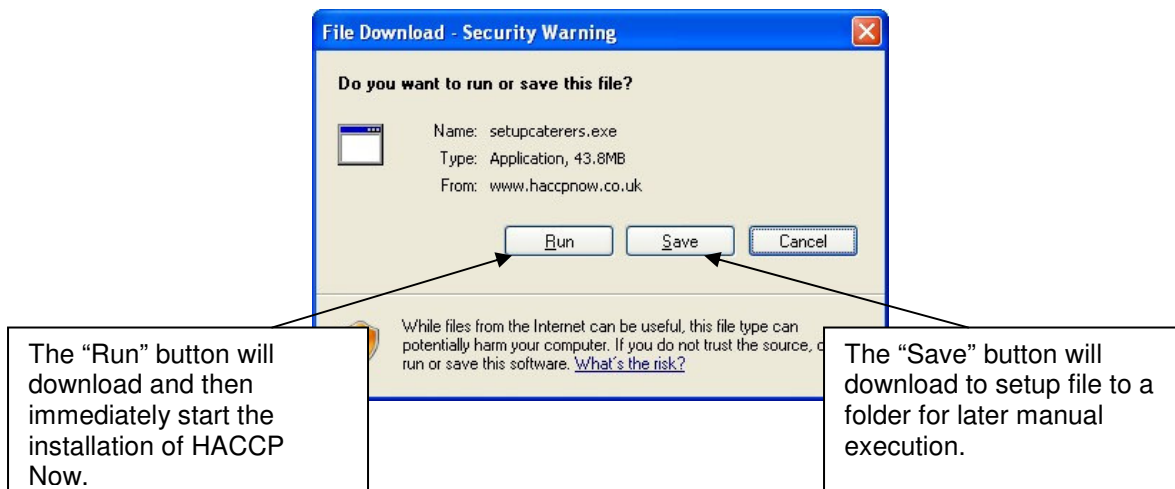 File Download - Security Warning
Do you want to run or save this file?
Name: setupcaterers.exe
Type: Application, 43.8MB
From: www.haccpnow.co.uk
Run Save Cancel
While files from the Internet can be useful, this file type can
potentially harm your computer. If you do not trust the source,
run or save this software. What's the risk?
The “Run” button will
download and then
immediately start the
installation of HACCP
Now.
The “Save” button will
download to setup file to a
folder for later manual
execution.